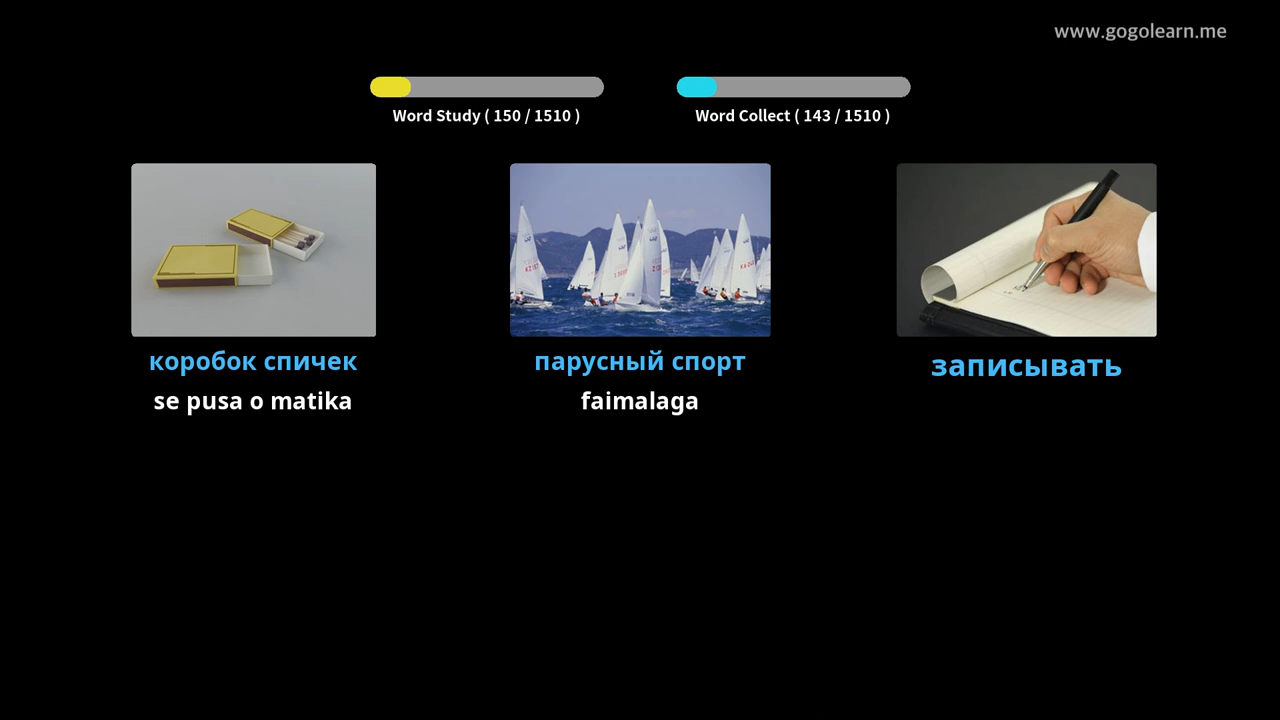 www.gogolearn.me
Word Study ( 150 / 1510 )
Word Collect ( 143 / 1510 )
коробок спичек
se pusa o matika
парусный спорт
faimalaga
записывать